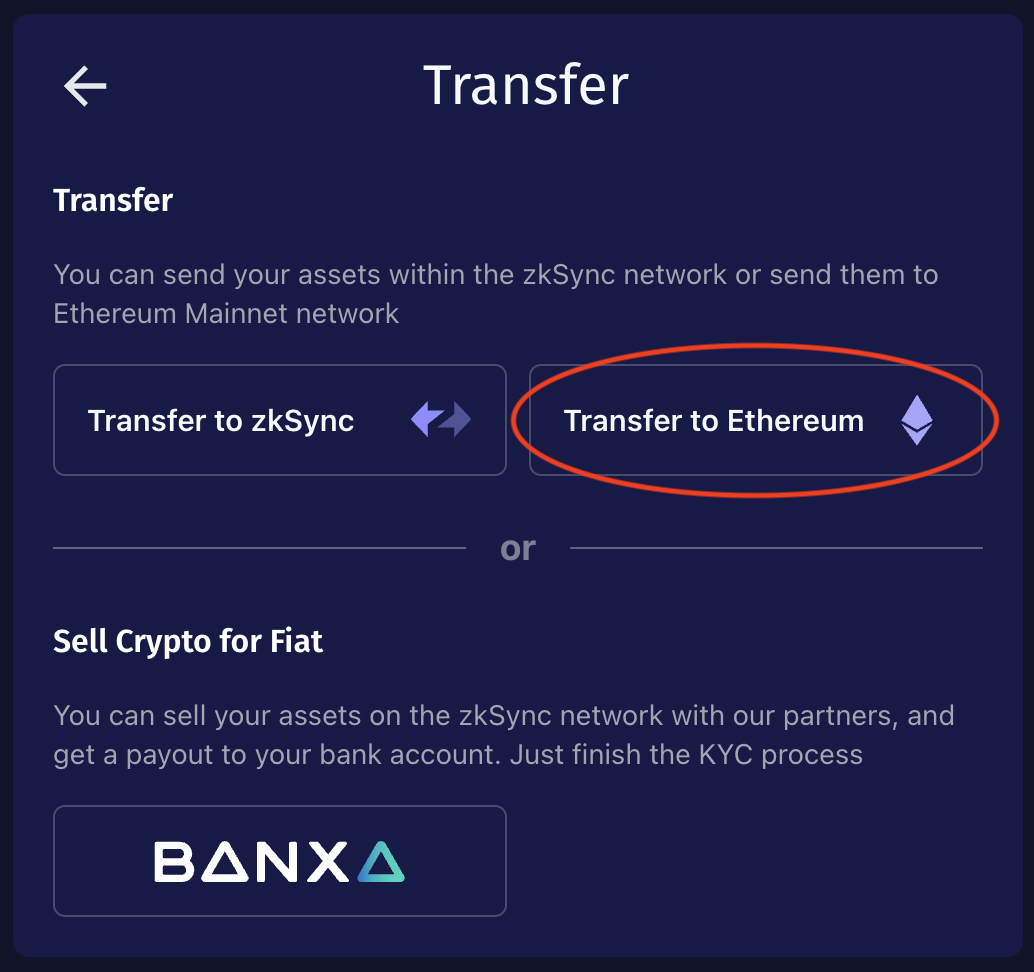 Transfer
Transfer
You can send your assets within the zkSync network or send them to
Ethereum Mainnet network
Transfer to zkSync
Transfer to Ethereum
or
Sell Crypto for Fiat
You can sell your assets on the zkSync network with our partners, and
get a payout to your bank account. Just finish the KYC process
BANXA